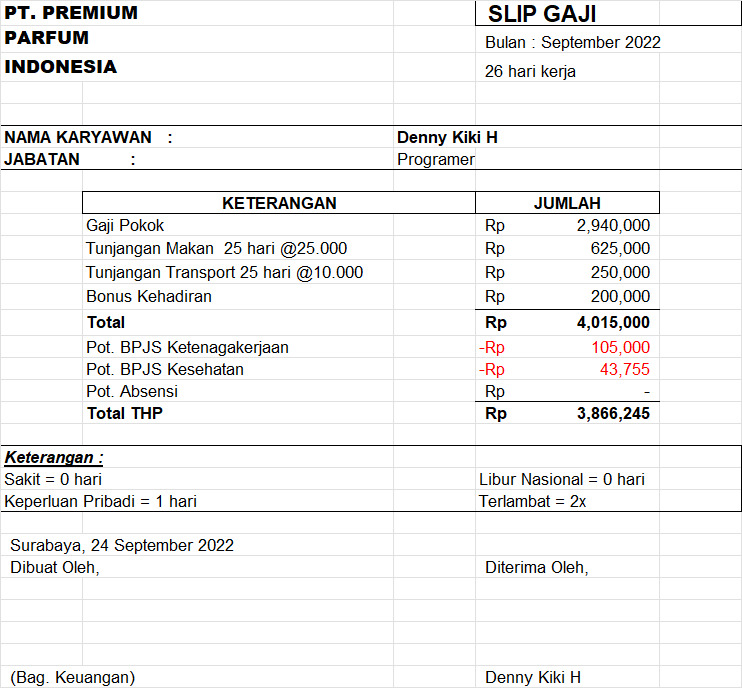 PT. PREMIUM
PARFUM
INDONESIA
SLIP GAJI
Bulan : September 2022
26 hari kerja
NAMA KARYAWAN : Denny Kiki H
JABATAN : Programer
KETERANGAN JUMLAH
Gaji Pokok Rp 2,940,000
Tunjangan Makan 25 hari @25.000 Rp 625,000
Tunjangan Transport 25 hari @10.000 Rp 250,000
Bonus Kehadiran Rp 200,000
Total Rp 4,015,000
Pot. BPJS Ketenagakerjaan -Rp 105,000
Pot. BPJS Kesehatan -Rp 43,755
Pot. Absensi Rp -
Total THP Rp 3,866,245
Keterangan :
Sakit = 0 hari Libur Nasional = 0 hari
Keperluan Pribadi = 1 hari Terlambat = 2x
Surabaya, 24 September 2022
Dibuat Oleh, Diterima Oleh,
(Bag. Keuangan) Denny Kiki H